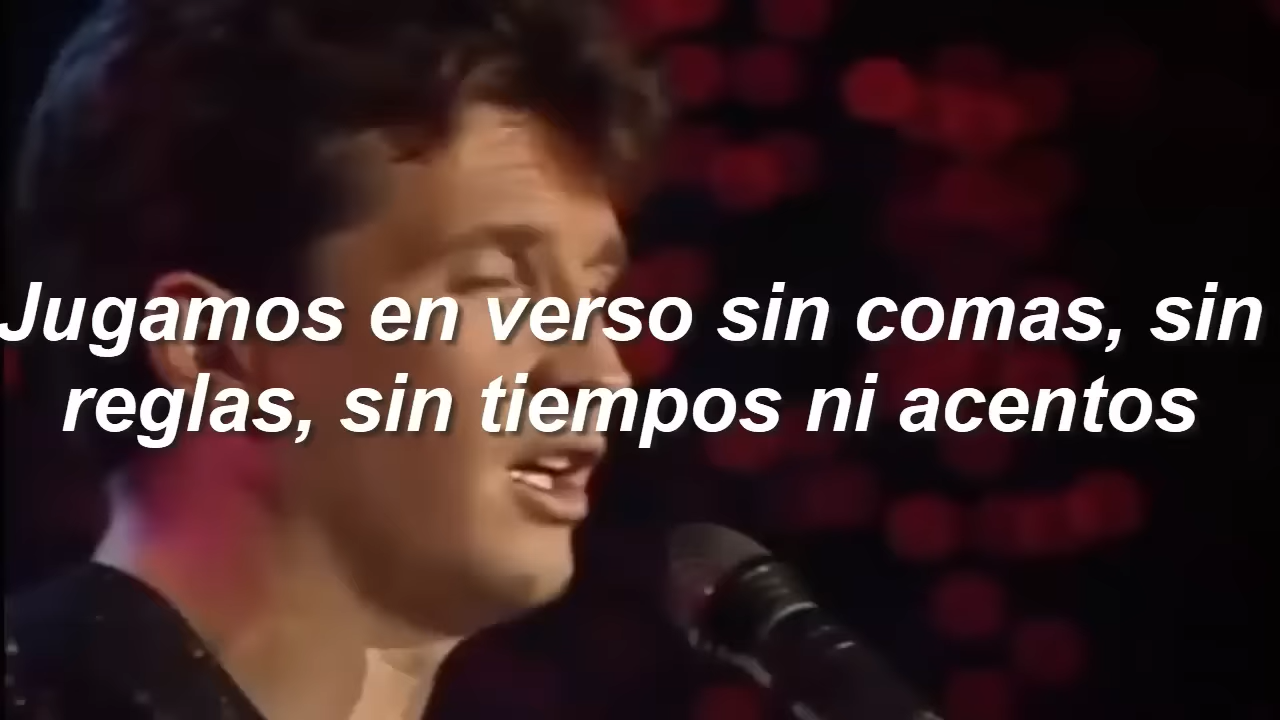 Jugamos en verso sin comas, sin
reglas, sin tiempos ni acentos